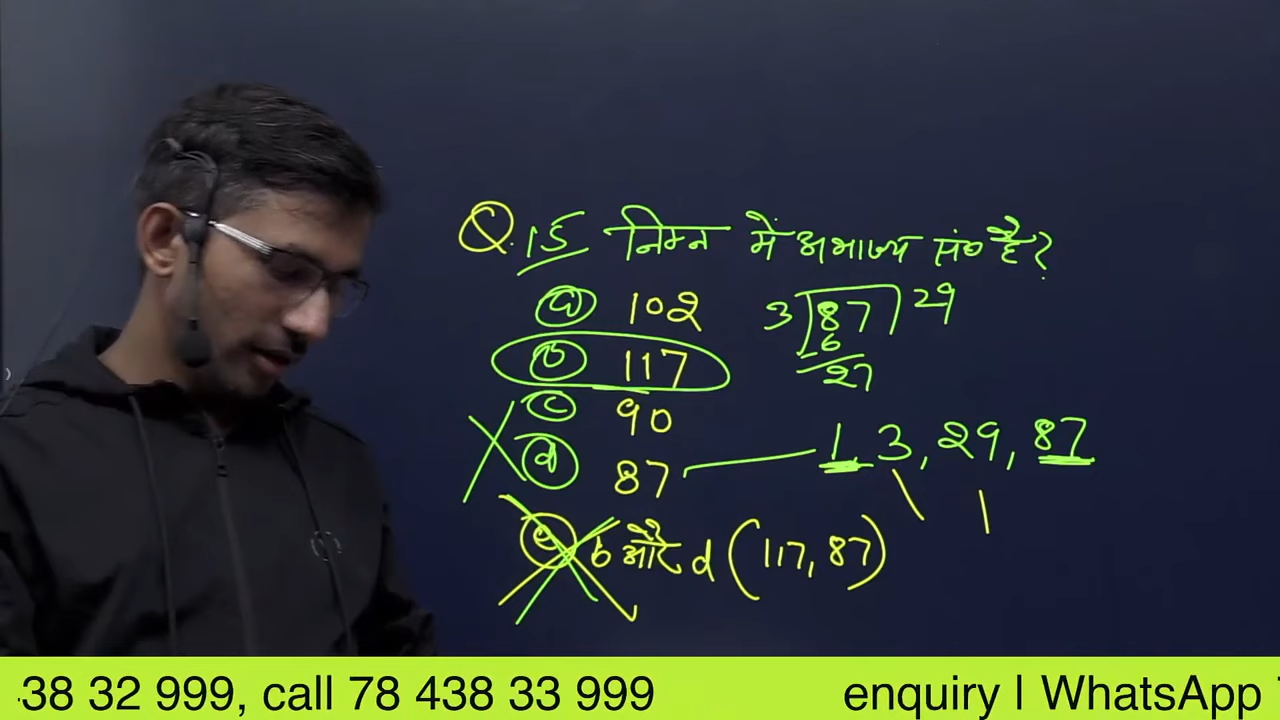 Q.15 निम्न में अभाज्य सं० है?
(a) 102
(b) 117
(c) 90
(d) 87
(e) b और d (117, 87)
3 87 29
6
27
1, 3, 29, 87
38 32 999, call 78 438 33 999 enquiry | WhatsApp